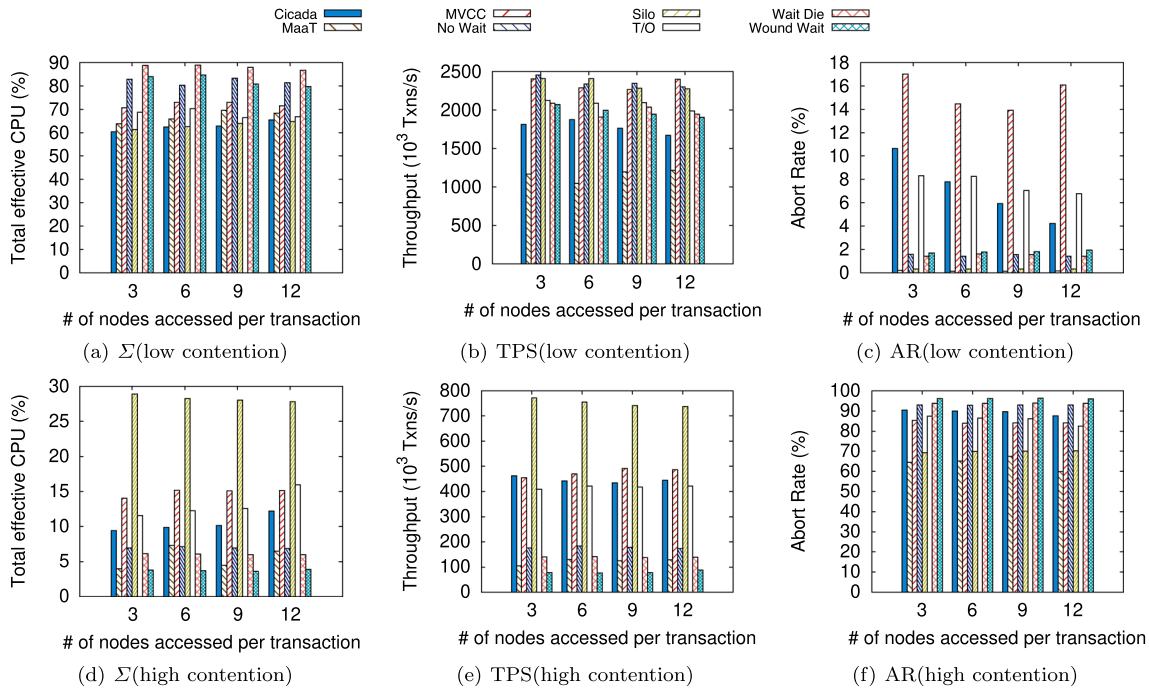 Cicada MVCC Silo Wait Die
MaaT No Wait T/O Wound Wait
Total effective CPU (%)
90
80
70
60
50
40
30
20
10
0
3 6 9 12
# of nodes accessed per transaction
(a) Σ(low contention)
Throughput (10^3 Txns/s)
2500
2000
1500
1000
500
0
3 6 9 12
# of nodes accessed per transaction
(b) TPS(low contention)
Abort Rate (%)
18
16
14
12
10
8
6
4
2
0
3 6 9 12
# of nodes accessed per transaction
(c) AR(low contention)
Total effective CPU (%)
30
25
20
15
10
5
0
3 6 9 12
# of nodes accessed per transaction
(d) Σ(high contention)
Throughput (10^3 Txns/s)
800
700
600
500
400
300
200
100
0
3 6 9 12
# of nodes accessed per transaction
(e) TPS(high contention)
Abort Rate (%)
100
90
80
70
60
50
40
30
20
10
0
3 6 9 12
# of nodes accessed per transaction
(f) AR(high contention)